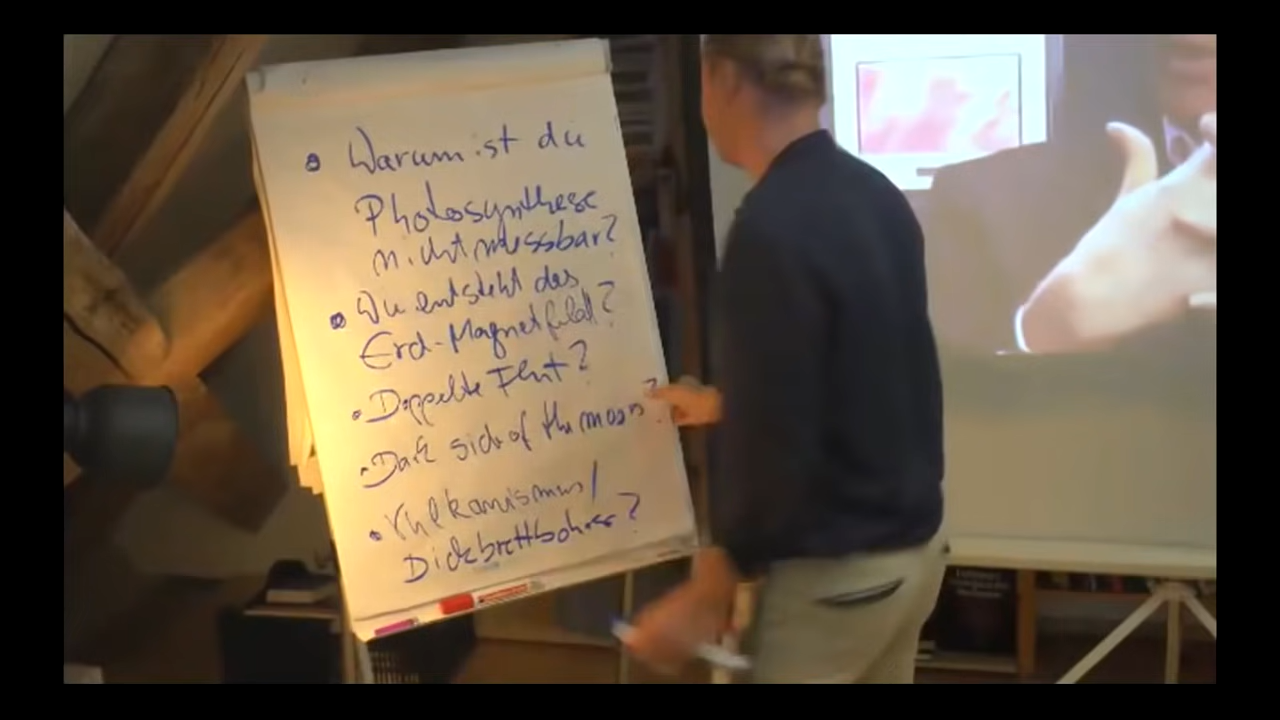 • Warum ist die
Photosynthese
nicht messbar?
• Wie entsteht das
Erd-Magnetfeld?
• Doppelte Flut?
• Dark side of the moon?
• Vulkanismus/
Dickbrettbohrer?